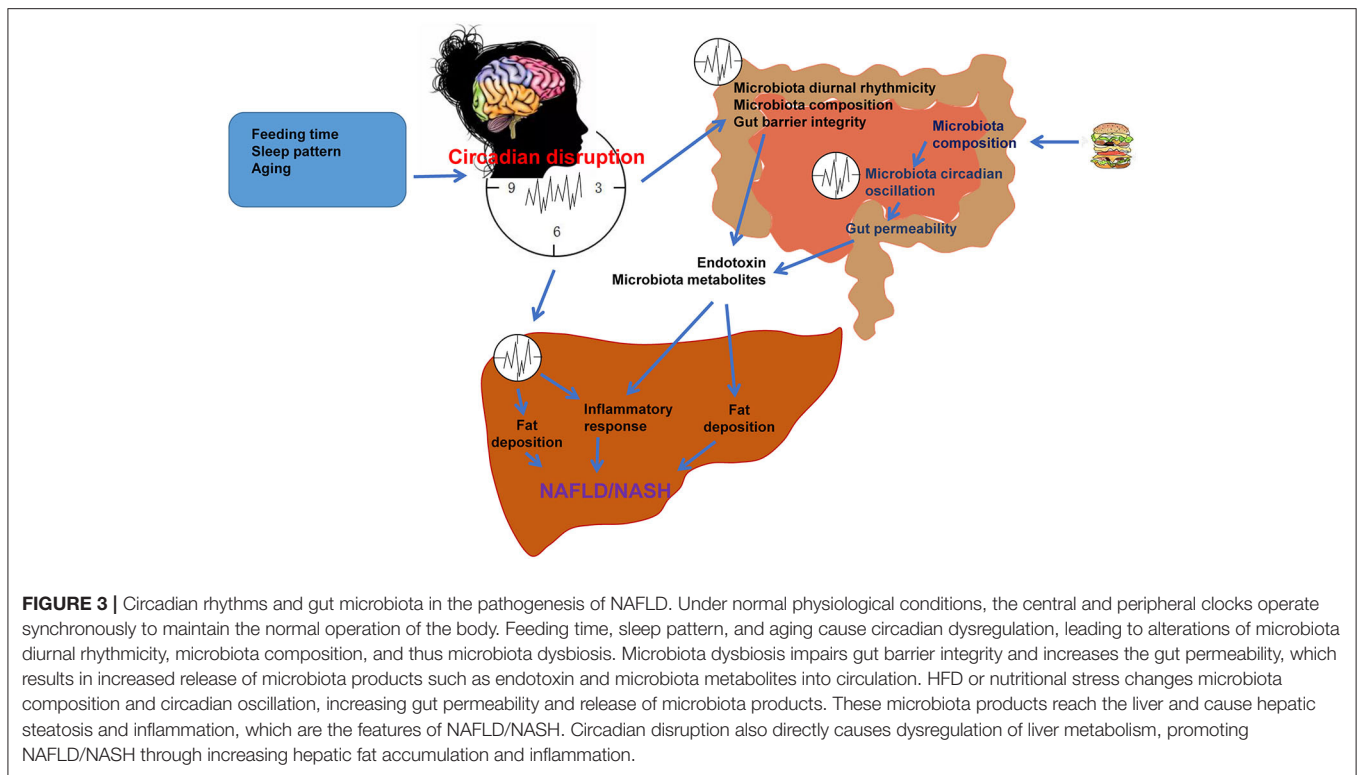 Feeding time
Sleep pattern
Aging
Circadian disruption
9
3
6
Microbiota diurnal rhythmicity
Microbiota composition
Gut barrier integrity
Microbiota
composition
Microbiota circadian
oscillation
Gut permeability
Endotoxin
Microbiota metabolites
Fat
deposition
Inflammatory
response
Fat
deposition
NAFLD/NASH
FIGURE 3 | Circadian rhythms and gut microbiota in the pathogenesis of NAFLD. Under normal physiological conditions, the central and peripheral clocks operate
synchronously to maintain the normal operation of the body. Feeding time, sleep pattern, and aging cause circadian dysregulation, leading to alterations of microbiota
diurnal rhythmicity, microbiota composition, and thus microbiota dysbiosis. Microbiota dysbiosis impairs gut barrier integrity and increases the gut permeability, which
results in increased release of microbiota products such as endotoxin and microbiota metabolites into circulation. HFD or nutritional stress changes microbiota
composition and circadian oscillation, increasing gut permeability and release of microbiota products. These microbiota products reach the liver and cause hepatic
steatosis and inflammation, which are the features of NAFLD/NASH. Circadian disruption also directly causes dysregulation of liver metabolism, promoting
NAFLD/NASH through increasing hepatic fat accumulation and inflammation.